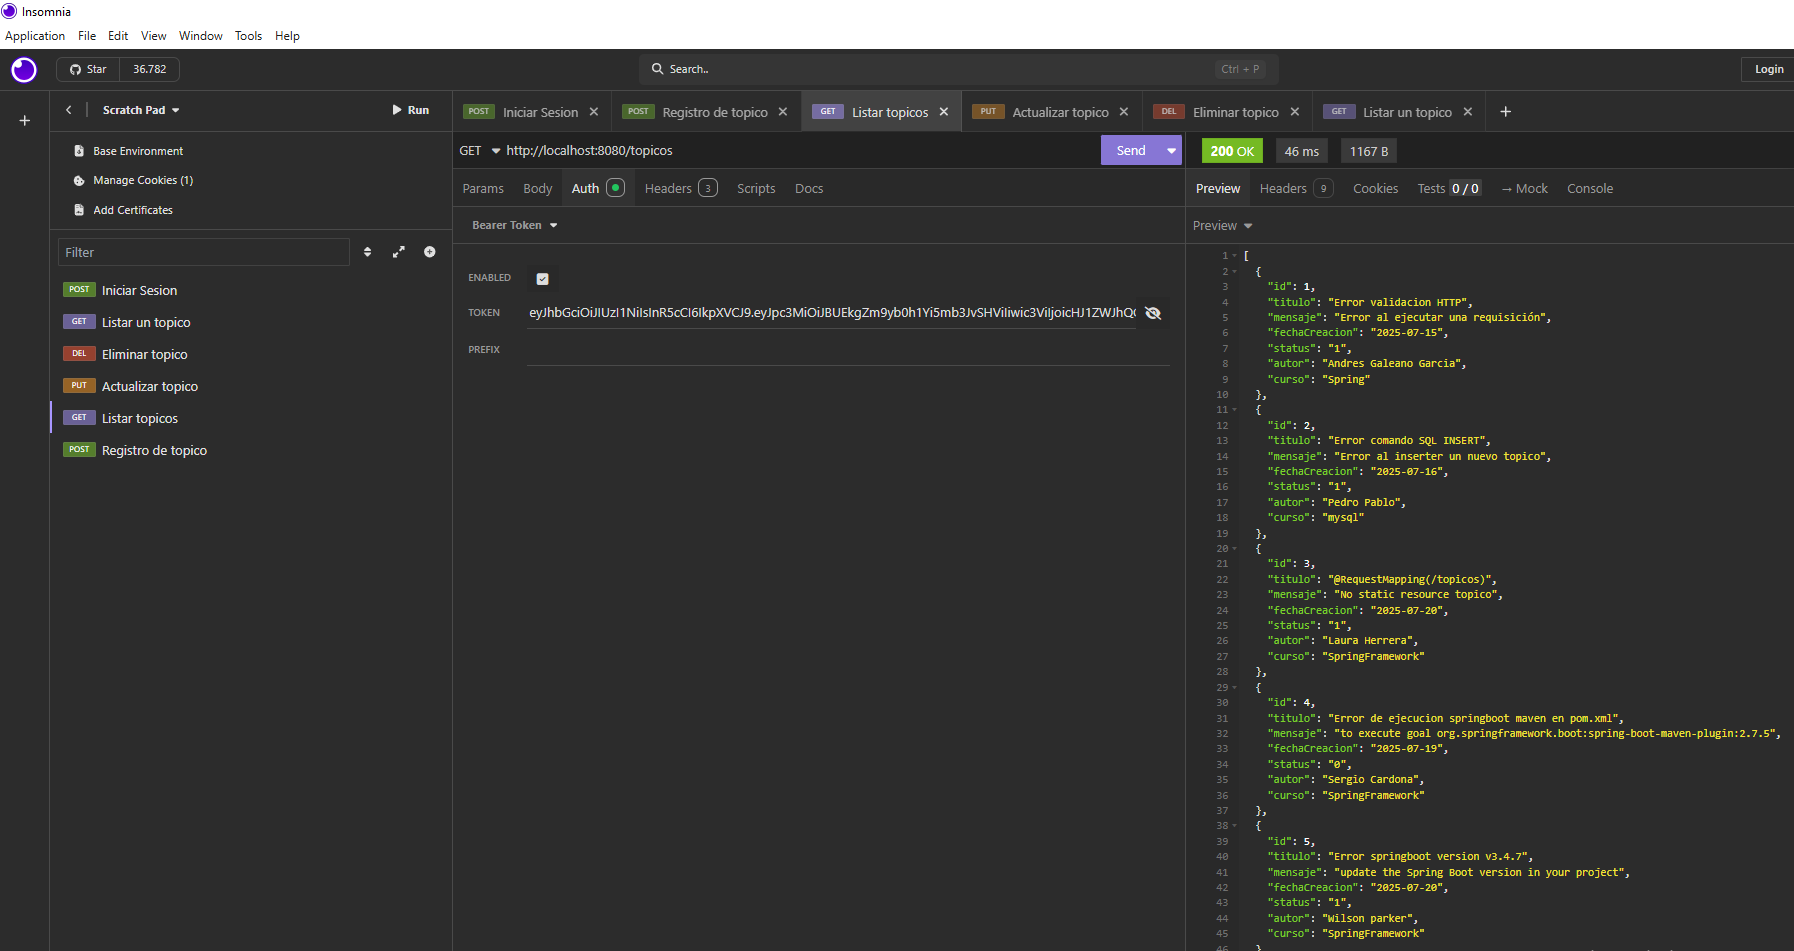 Insomnia
Application File Edit View Window Tools Help
Star 36.782
Search.. Ctrl + P
Login
Scratch Pad
Run
Base Environment
Manage Cookies (1)
Add Certificates
Filter
POST Iniciar Sesion
GET Listar un topico
DEL Eliminar topico
PUT Actualizar topico
GET Listar topicos
POST Registro de topico
POST Iniciar Sesion
POST Registro de topico
GET Listar topicos
PUT Actualizar topico
DEL Eliminar topico
GET Listar un topico
GET http://localhost:8080/topicos
Send
Params Body Auth Headers 3 Scripts Docs
Bearer Token
ENABLED
TOKEN
PREFIX
200 OK 46 ms 1167 B
Preview Headers 9 Cookies Tests 0 / 0 → Mock Console
Preview
1 [
2 {
3 "id": 1,
4 "titulo": "Error validacion HTTP",
5 "mensaje": "Error al ejecutar una requisición",
6 "fechaCreacion": "2025-07-15",
7 "status": "1",
8 "autor": "Andres Galeano Garcia",
9 "curso": "Spring"
10 },
11 {
12 "id": 2,
13 "titulo": "Error comando SQL INSERT",
14 "mensaje": "Error al inserter un nuevo topico",
15 "fechaCreacion": "2025-07-16",
16 "status": "1",
17 "autor": "Pedro Pablo",
18 "curso": "mysql"
19 },
20 {
21 "id": 3,
22 "titulo": "@RequestMapping(/topicos)",
23 "mensaje": "No static resource topico",
24 "fechaCreacion": "2025-07-20",
25 "status": "1",
26 "autor": "Laura Herrera",
27 "curso": "SpringFramework"
28 },
29 {
30 "id": 4,
31 "titulo": "Error de ejecucion springboot maven en pom.xml",
32 "mensaje": "to execute goal org.springframework.boot:spring-boot-maven-plugin:2.7.5",
33 "fechaCreacion": "2025-07-19",
34 "status": "0",
35 "autor": "Sergio Cardona",
36 "curso": "SpringFramework"
37 },
38 {
39 "id": 5,
40 "titulo": "Error springboot version v3.4.7",
41 "mensaje": "update the Spring Boot version in your project",
42 "fechaCreacion": "2025-07-20",
43 "status": "1",
44 "autor": "Wilson parker",
45 "curso": "SpringFramework"
46 }